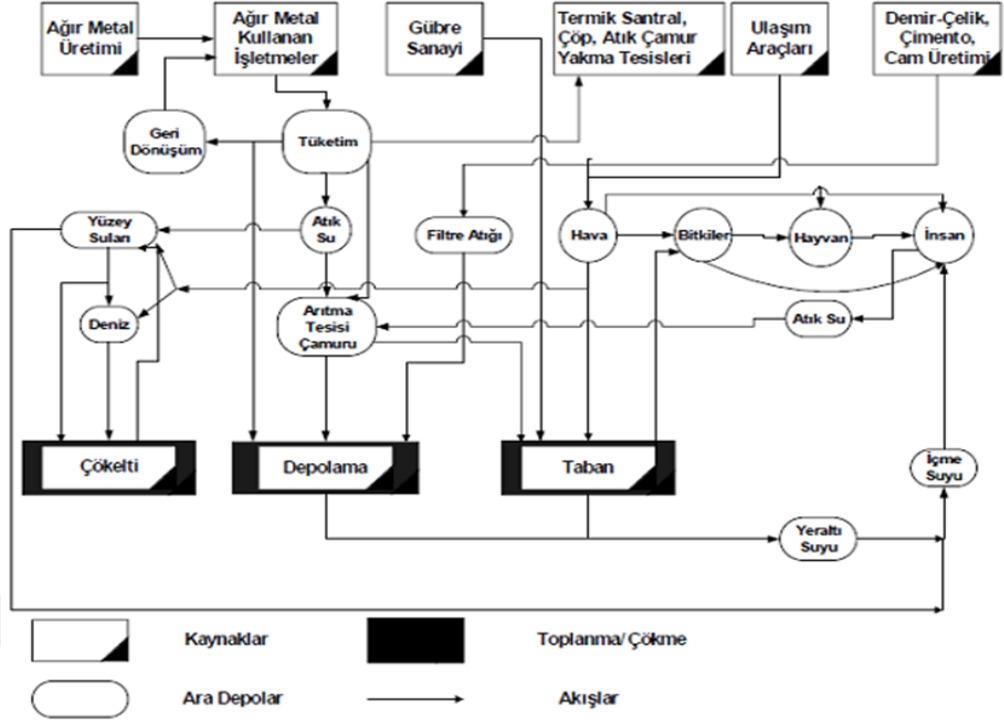 Ağır Metal
Üretimi
Ağır Metal
Kullanan
İşletmeler
Gübre
Sanayi
Termik Santral,
Çöp, Atık Çamur
Yakma Tesisleri
Ulaşım
Araçları
Demir-Çelik,
Çimento,
Cam Üretimi
Geri
Dönüşüm
Tüketim
Yüzey
Suları
Atık
Su
Filtre Atığı
Hava
Bitkiler
Hayvan
İnsan
Deniz
Arıtma
Tesisi
Çamuru
Atık Su
Çökelti
Depolama
Taban
İçme
Suyu
Yeraltı
Suyu
Kaynaklar
Toplanma/Çökme
Ara Depolar
Akışlar